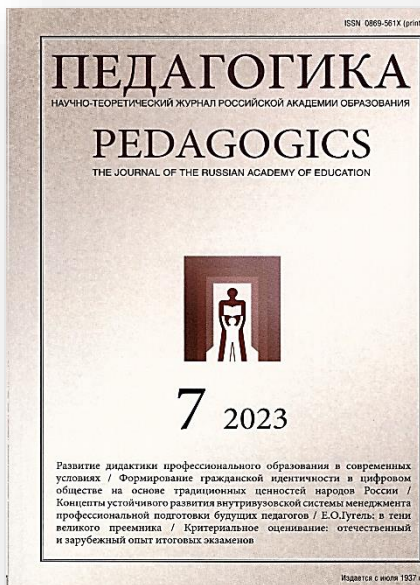 ISSN 0869-561X (print
ПЕДАГОГИКА
НАУЧНО-ТЕОРЕТИЧЕСКИЙ ЖУРНАЛ РОССИЙСКОЙ АКАДЕМИИ ОБРАЗОВАНИЯ
PEDAGOGICS
THE JOURNAL OF THE RUSSIAN ACADEMY OF EDUCATION
7 2023
Развитие дидактики профессионального образования в современных
условиях / Формирование гражданской идентичности в цифровом
обществе на основе традиционных ценностей народов России /
Концепты устойчивого развития внутривузовской системы менеджмента
профессиональной подготовки будущих педагогов / Е.О.Гугель: в тени
великого преемника / Критериальное оценивание: отечественный
и зарубежный опыт итоговых экзаменов
Издается с июля 1937